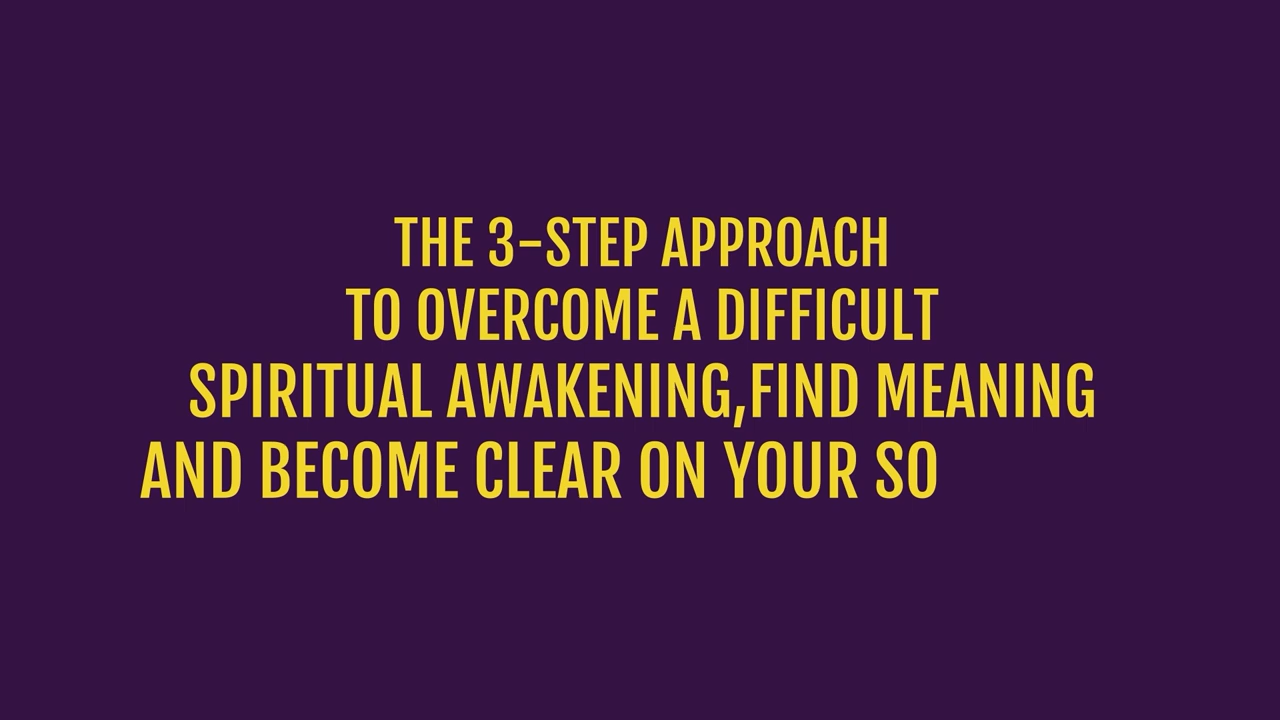 THE 3-STEP APPROACH
TO OVERCOME A DIFFICULT
SPIRITUAL AWAKENING,FIND MEANING
AND BECOME CLEAR ON YOUR SO